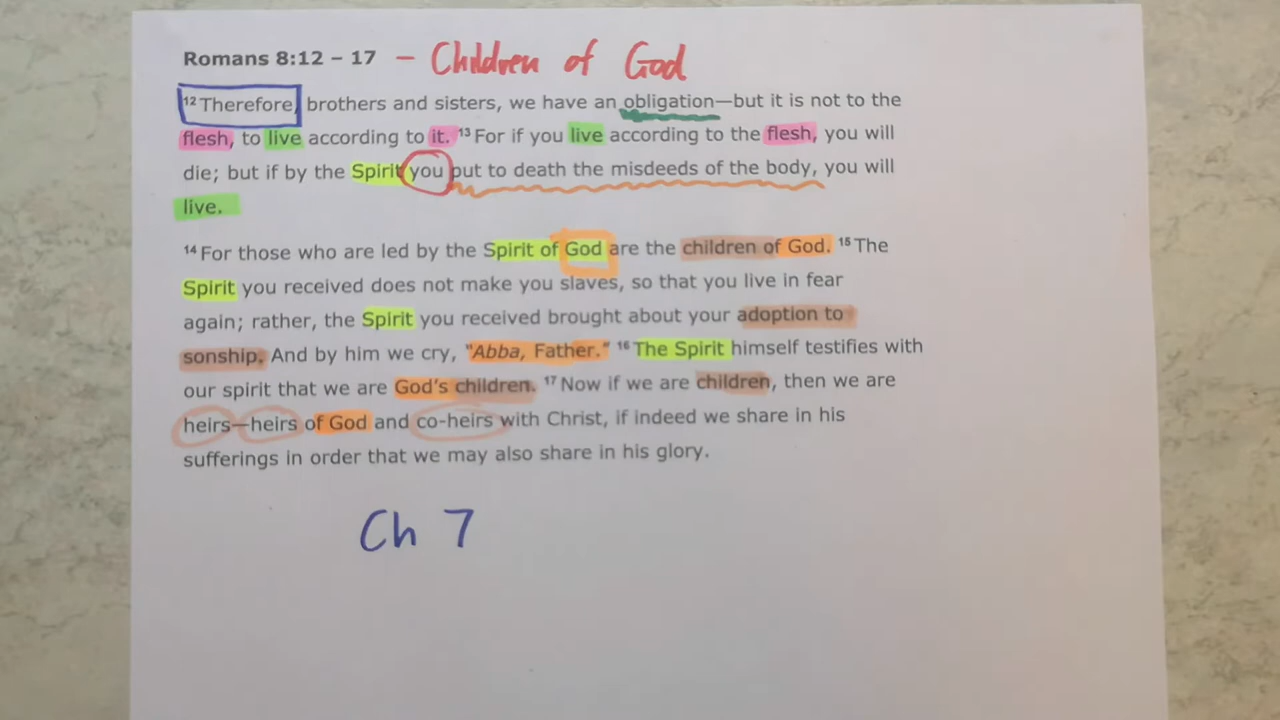 Romans 8:12 – 17 – Children of God
¹² Therefore, brothers and sisters, we have an obligation—but it is not to the
flesh, to live according to it. ¹³ For if you live according to the flesh, you will
die; but if by the Spirit you put to death the misdeeds of the body, you will
live.
¹⁴ For those who are led by the Spirit of God are the children of God. ¹⁵ The
Spirit you received does not make you slaves, so that you live in fear
again; rather, the Spirit you received brought about your adoption to
sonship. And by him we cry, “Abba, Father.” ¹⁶ The Spirit himself testifies with
our spirit that we are God’s children. ¹⁷ Now if we are children, then we are
heirs—heirs of God and co-heirs with Christ, if indeed we share in his
sufferings in order that we may also share in his glory.
Ch 7